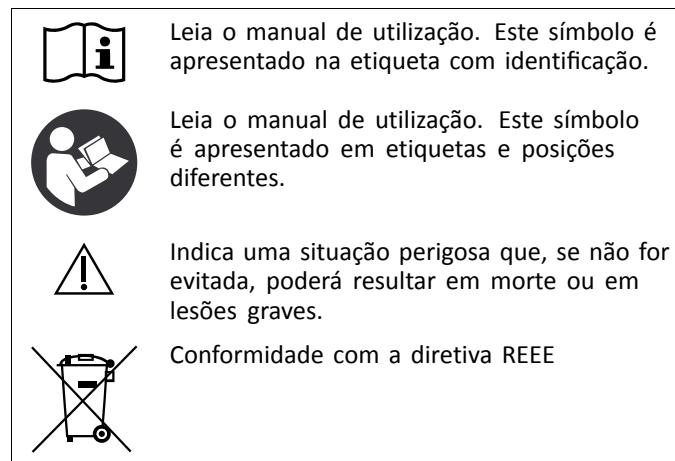 Leia o manual de utilização. Este símbolo é
apresentado na etiqueta com identificação.
Leia o manual de utilização. Este símbolo
é apresentado em etiquetas e posições
diferentes.
Indica uma situação perigosa que, se não for
evitada, poderá resultar em morte ou em
lesões graves.
Conformidade com a diretiva REEE